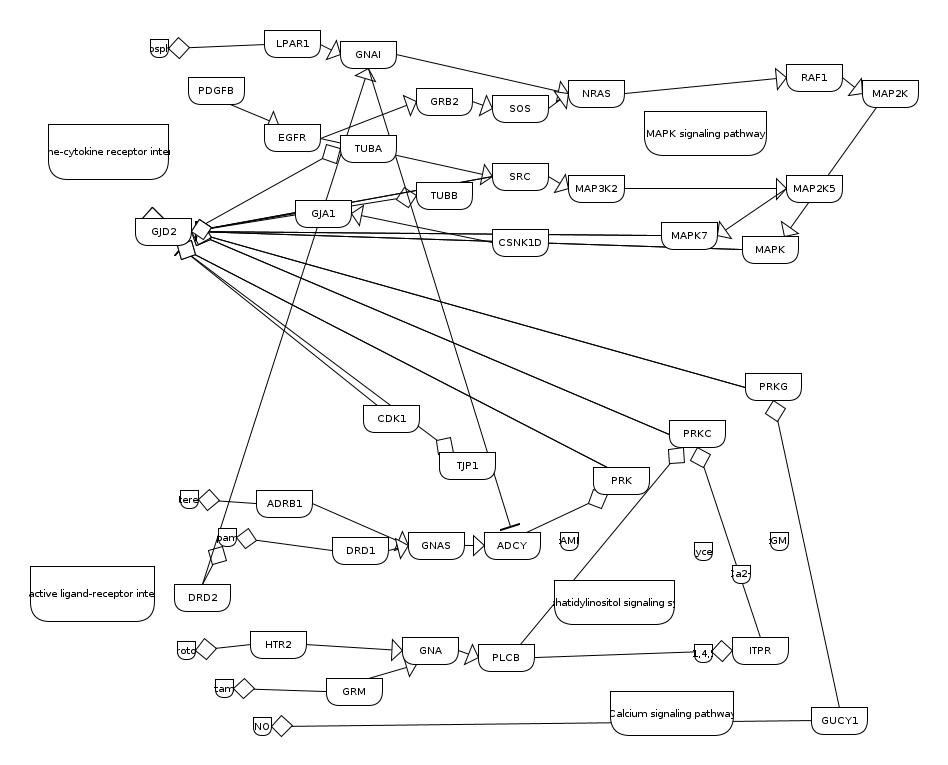 LPAR1
osph
GNAI
RAF1
PDGFB
MAP2K
NRAS
GRB2
SOS
EGFR
MAPK signaling pathway
TUBA
ne-cytokine receptor inter
SRC
MAP3K2
MAP2K5
TUBB
GJA1
GJD2
MAPK7
CSNK1D
MAPK
PRKG
CDK1
PRKC
TJP1
PRK
tere
ADRB1
pam
DRD1
GNAS
ADCY
AMI
GM
yce
a2+
active ligand-receptor inte
DRD2
hatidylinositol signaling sy
HTR2
roto
GNA
PLCB
1,4,
ITPR
tam
GRM
Calcium signaling pathway
NO
GUCY1